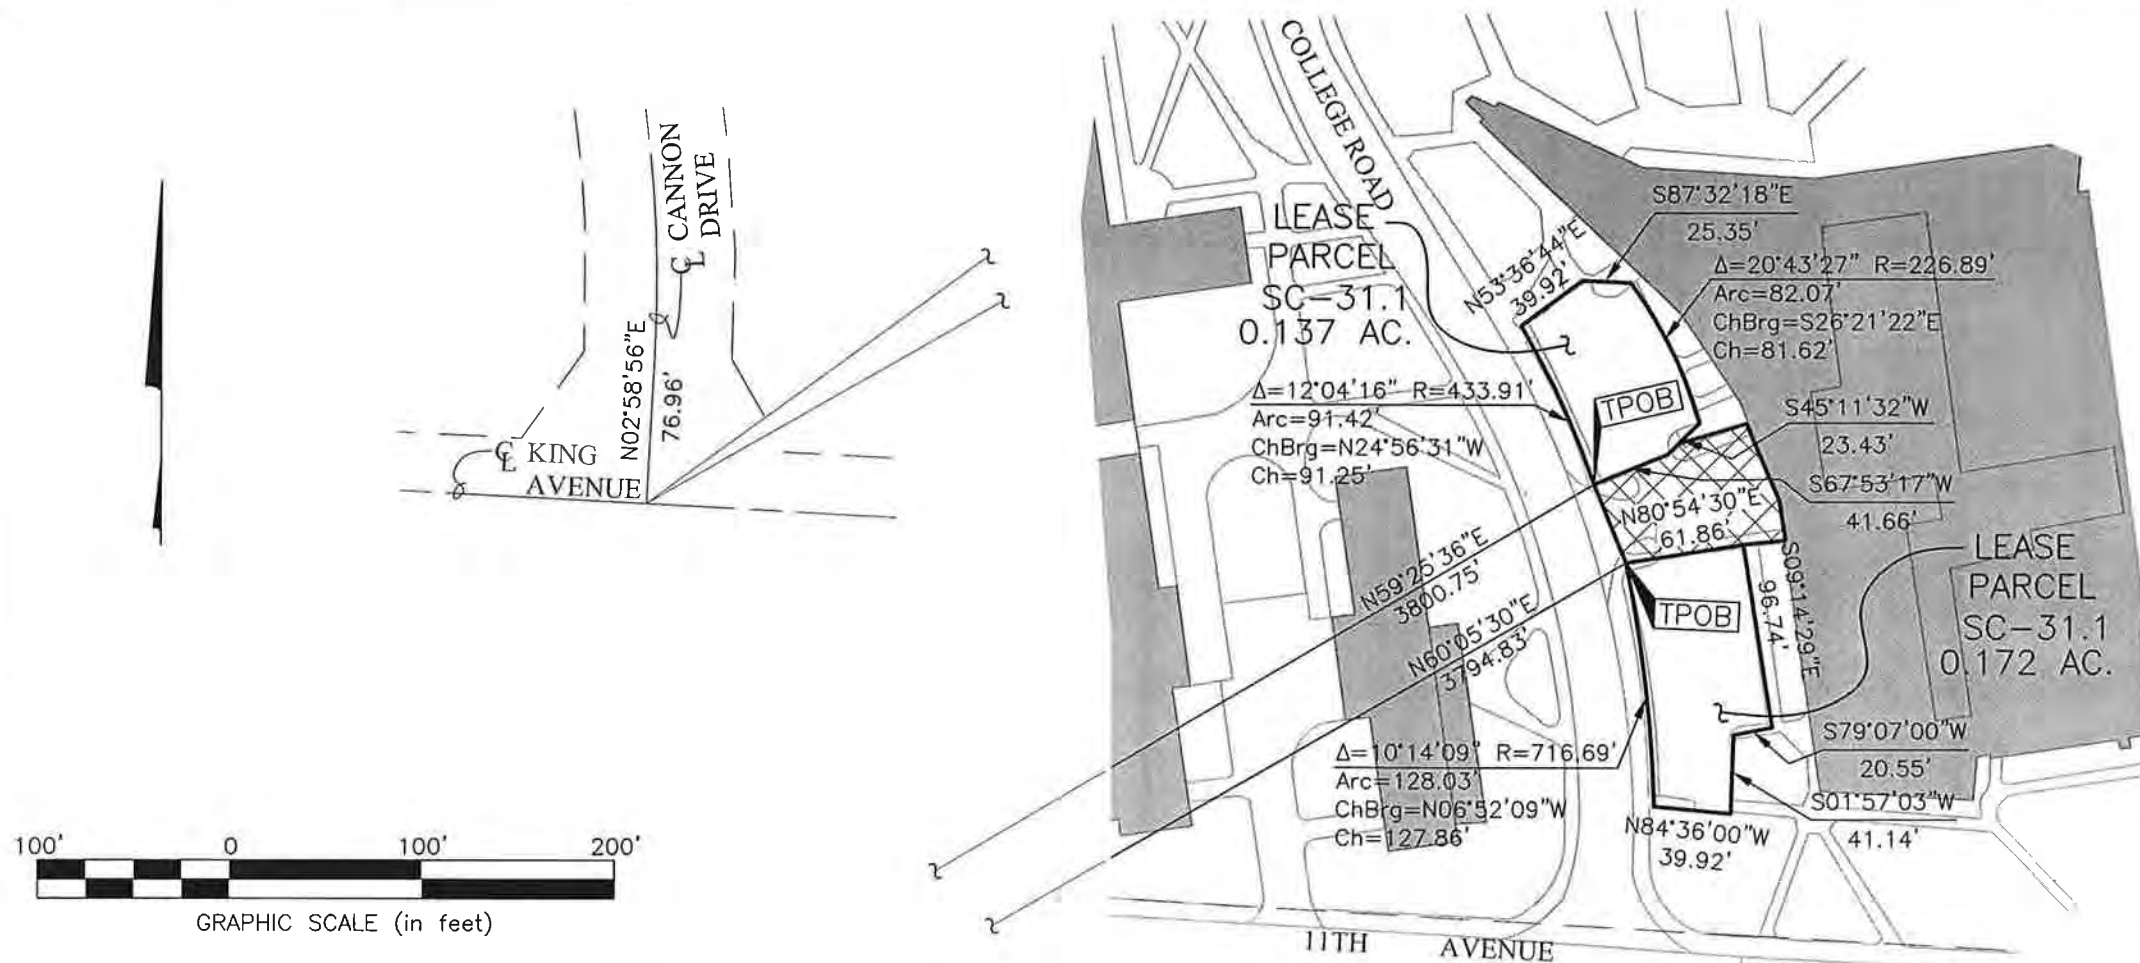 CANNON
DRIVE
℄
N02°58'56"E
76.96'
℄ KING
AVENUE
100' 0 100' 200'
GRAPHIC SCALE (in feet)
COLLEGE ROAD
LEASE
PARCEL
SC-31.1
0.137 AC.
N53°36'44"E
39.92'
S87°32'18"E
25.35'
Δ=20°43'27" R=226.89'
Arc=82.07'
ChBrg=S26°21'22"E
Ch=81.62'
Δ=12°04'16" R=433.91'
Arc=91.42'
ChBrg=N24°56'31"W
Ch=91.25'
TPOB
S45°11'32"W
23.43'
S67°53'17"W
41.66'
N80°54'30"E
61.86'
N59°25'36"E
3800.75'
N60°05'30"E
3794.83'
TPOB
S09°14'29"E
96.74'
LEASE
PARCEL
SC-31.1
0.172 AC.
Δ=10°14'09" R=716.69'
Arc=128.03'
ChBrg=N06°52'09"W
Ch=127.86'
S79°07'00"W
20.55'
S01°57'03"W
41.14'
N84°36'00"W
39.92'
11TH AVENUE